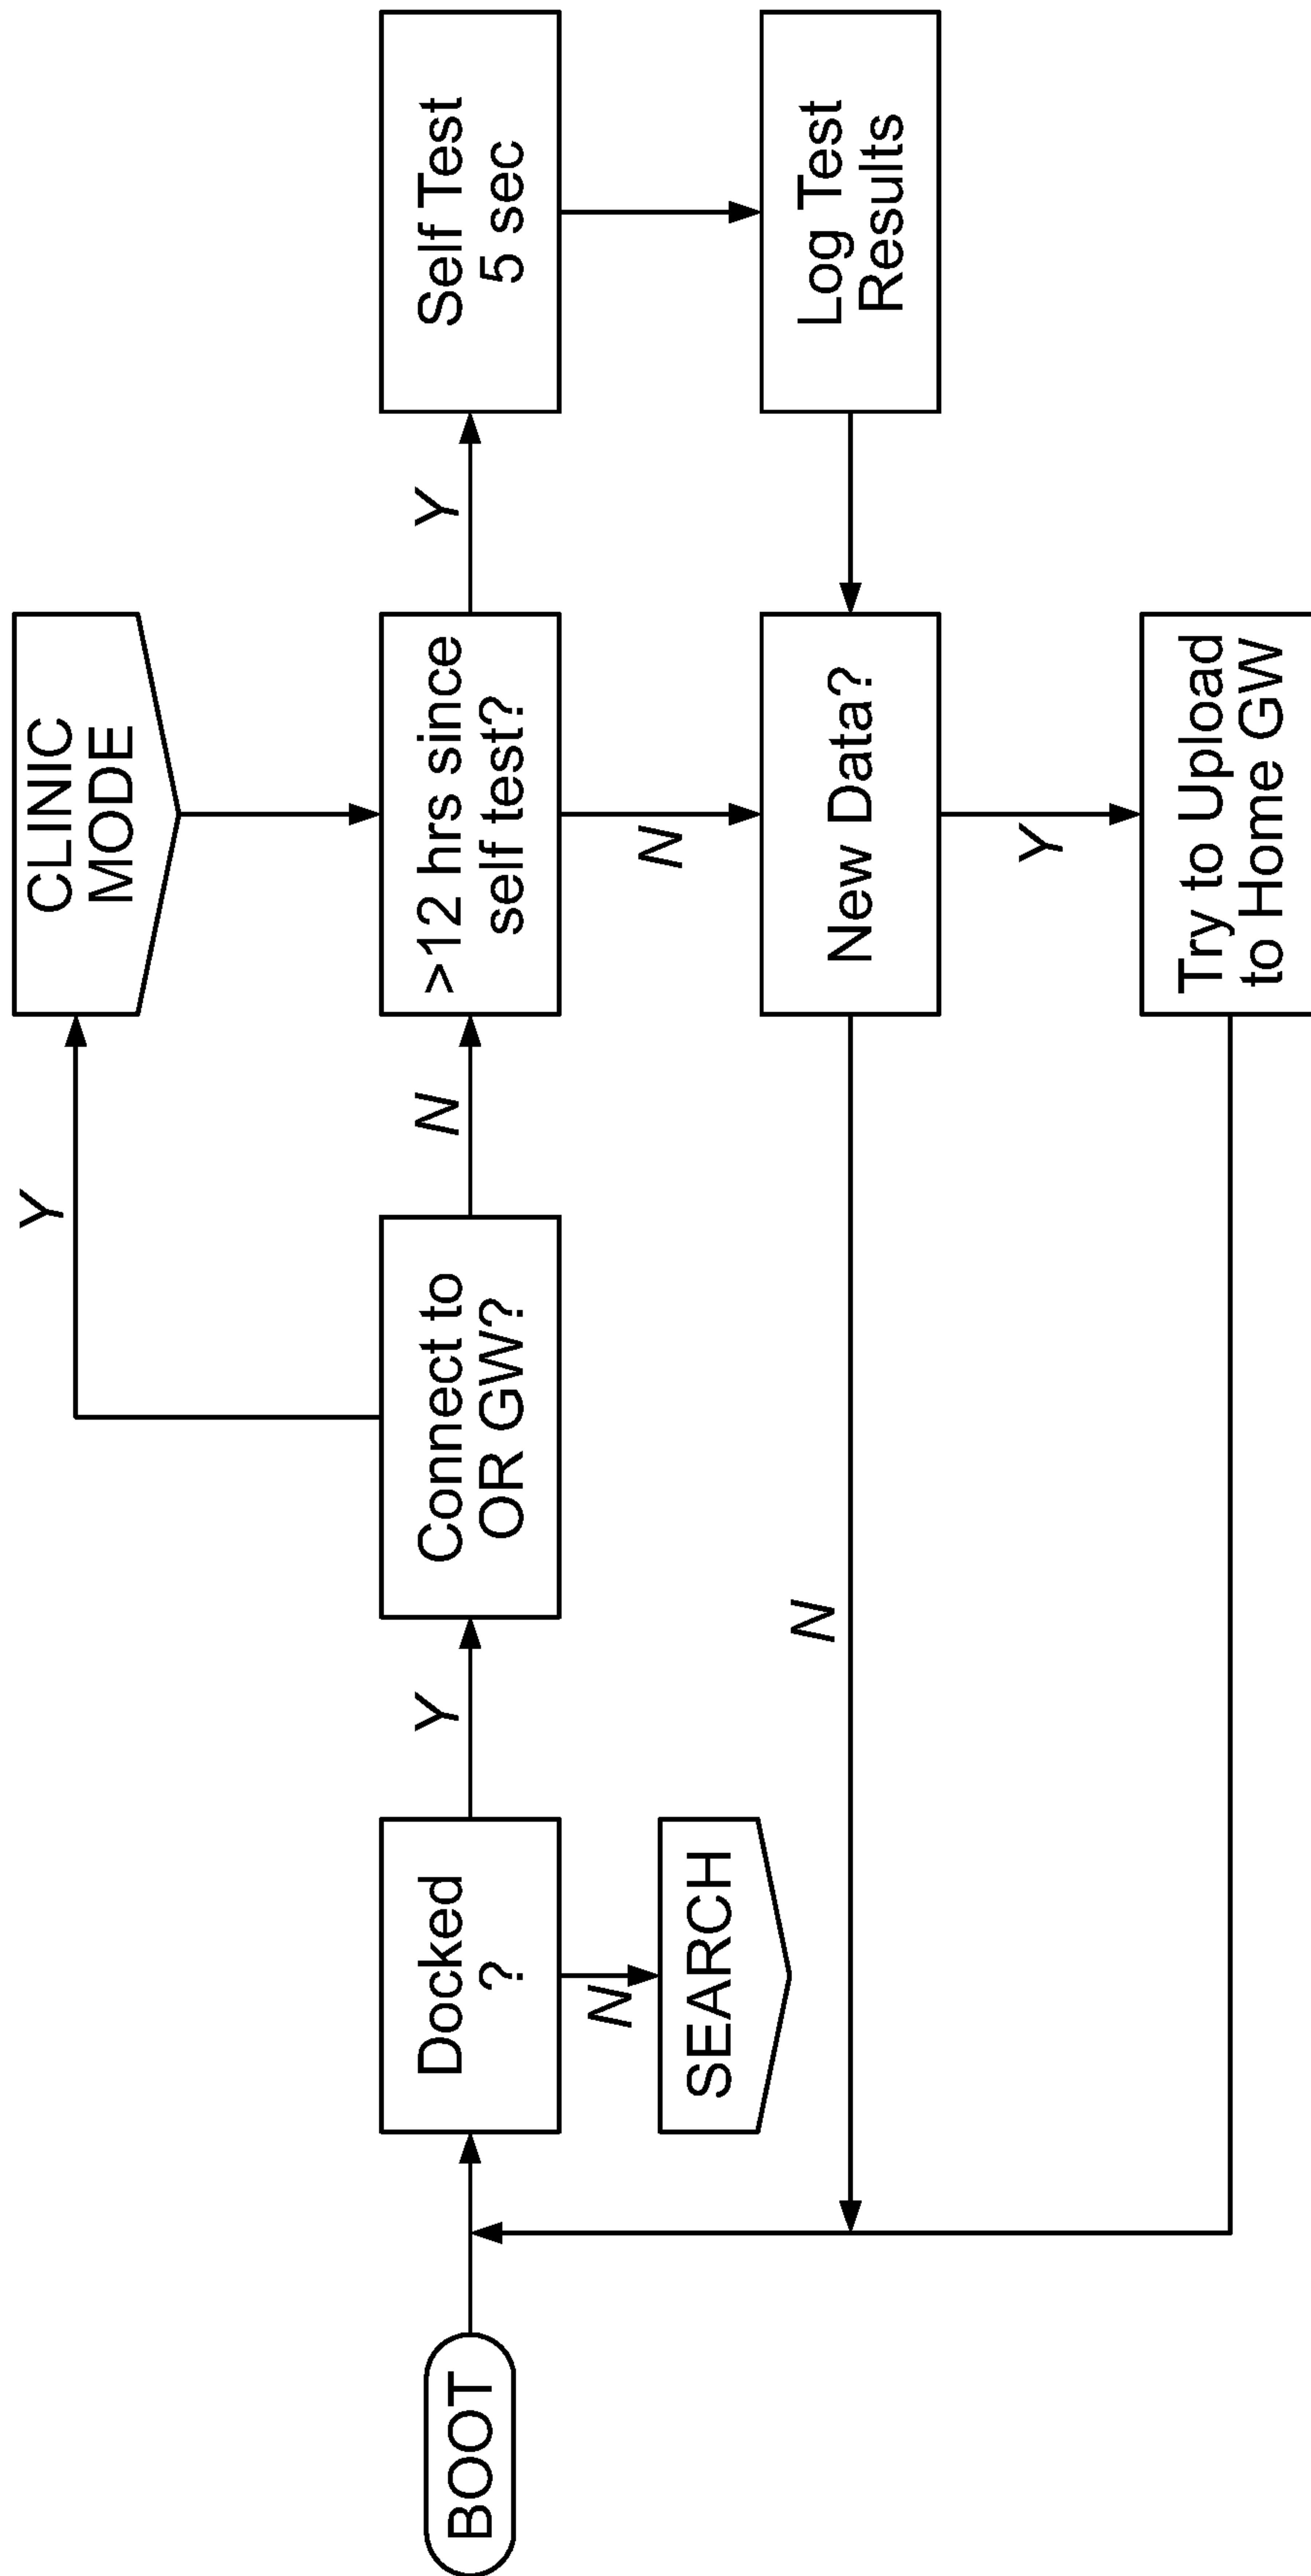 BOOT
Docked
?
Y
N
SEARCH
Connect to
OR GW?
Y
N
CLINIC
MODE
>12 hrs since
self test?
Y
N
Self Test
5 sec
Log Test
Results
New Data?
N
Y
Try to Upload
to Home GW